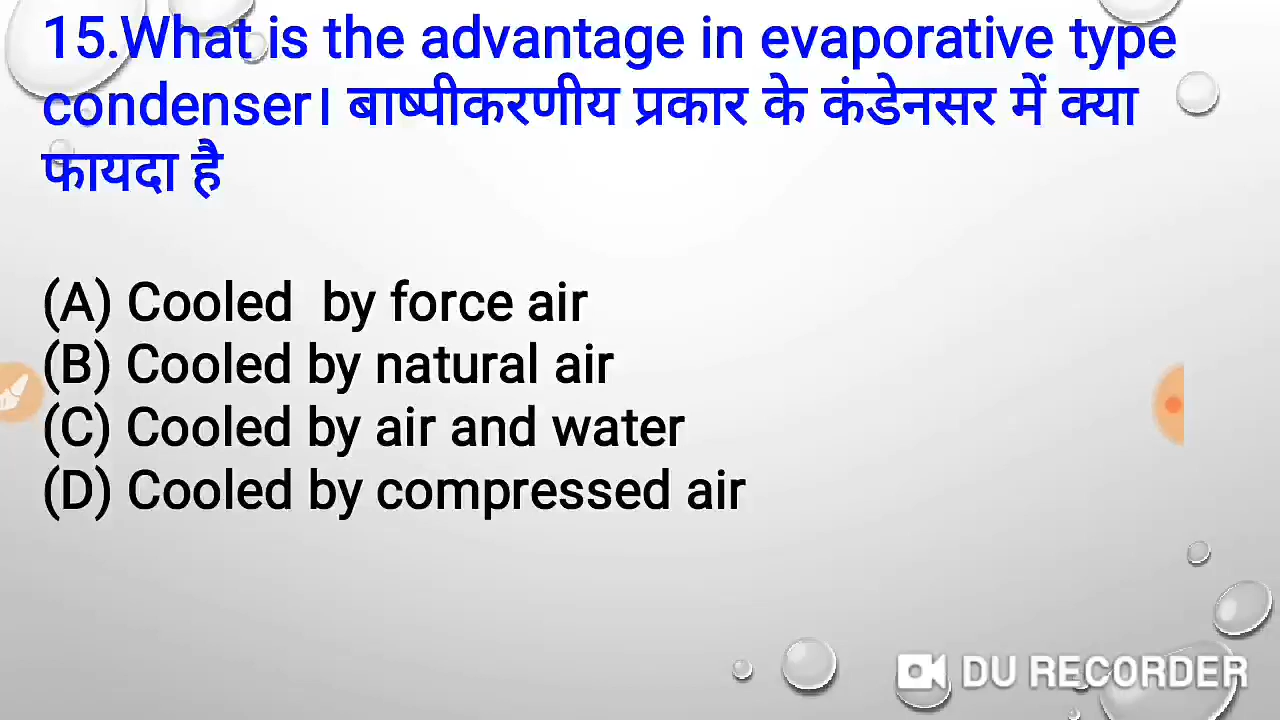 15.What is the advantage in evaporative type
condenser। बाष्पीकरणीय प्रकार के कंडेनसर में क्या
फायदा है
(A) Cooled by force air
(B) Cooled by natural air
(C) Cooled by air and water
(D) Cooled by compressed air
DU RECORDER